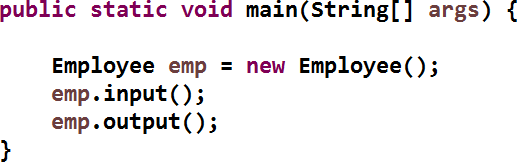 public static void main(String[] args) {
Employee emp = new Employee();
emp.input();
emp.output();
}